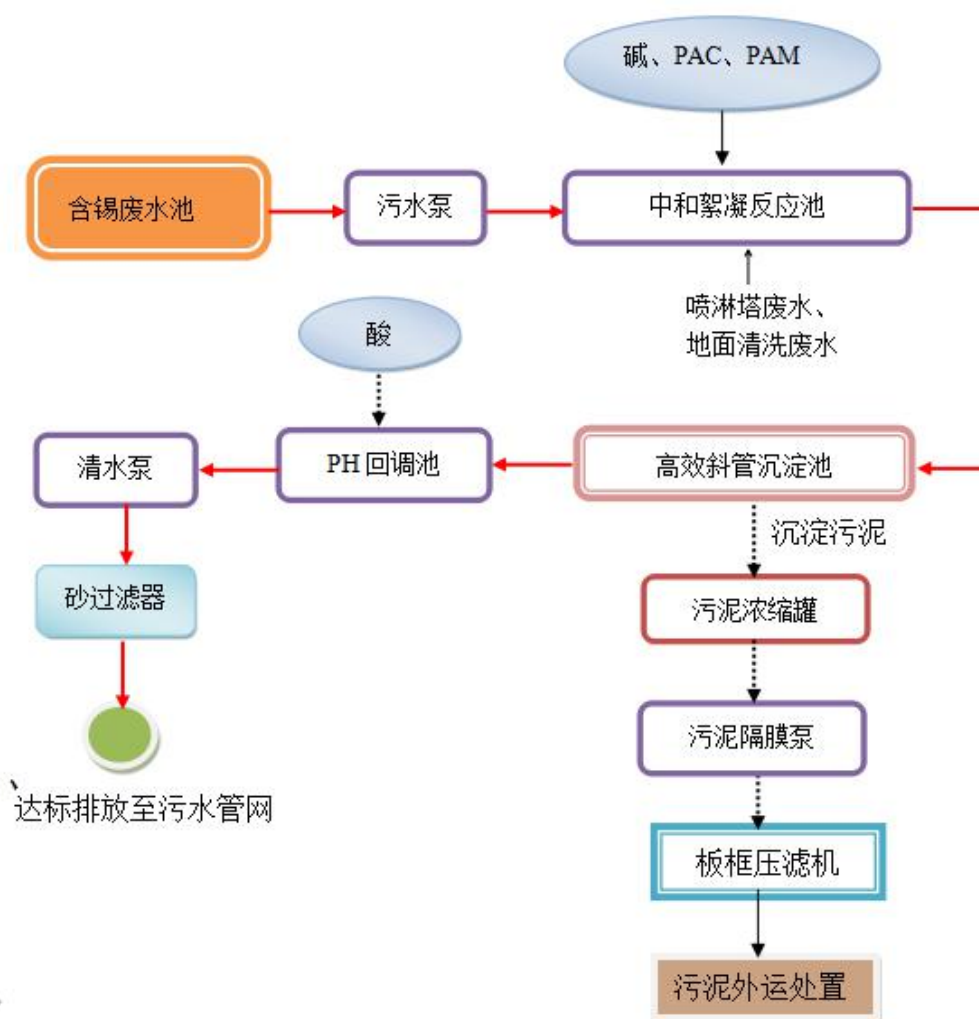 碱、PAC、PAM
含锡废水池
污水泵
中和絮凝反应池
喷淋塔废水、
地面清洗废水
酸
清水泵
PH 回调池
高效斜管沉淀池
沉淀污泥
砂过滤器
污泥浓缩罐
污泥隔膜泵
达标排放至污水管网
板框压滤机
污泥外运处置